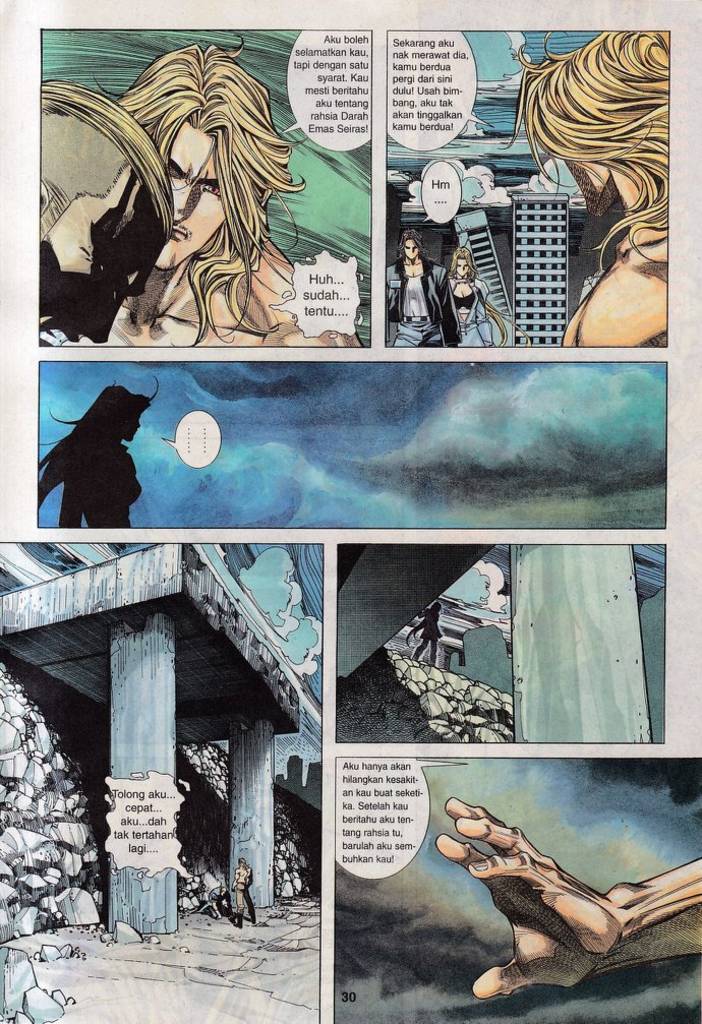 Aku boleh
selamatkan kau,
tapi dengan satu
syarat. Kau
mesti beritahu
aku tentang
rahsia Darah
Emas Seiras!
Huh...
sudah...
tentu....
Sekarang aku
nak merawat dia,
kamu berdua
pergi dari sini
dulu! Usah bim-
bang, aku tak
akan tinggalkan
kamu berdua!
Hm
....
......
Tolong aku...
cepat...
aku...dah
tak tertahan
lagi....
Aku hanya akan
hilangkan kesakit-
an kau buat seketi-
ka. Setelah kau
beritahu aku ten-
tang rahsia tu,
barulah aku sem-
buhkan kau!
30